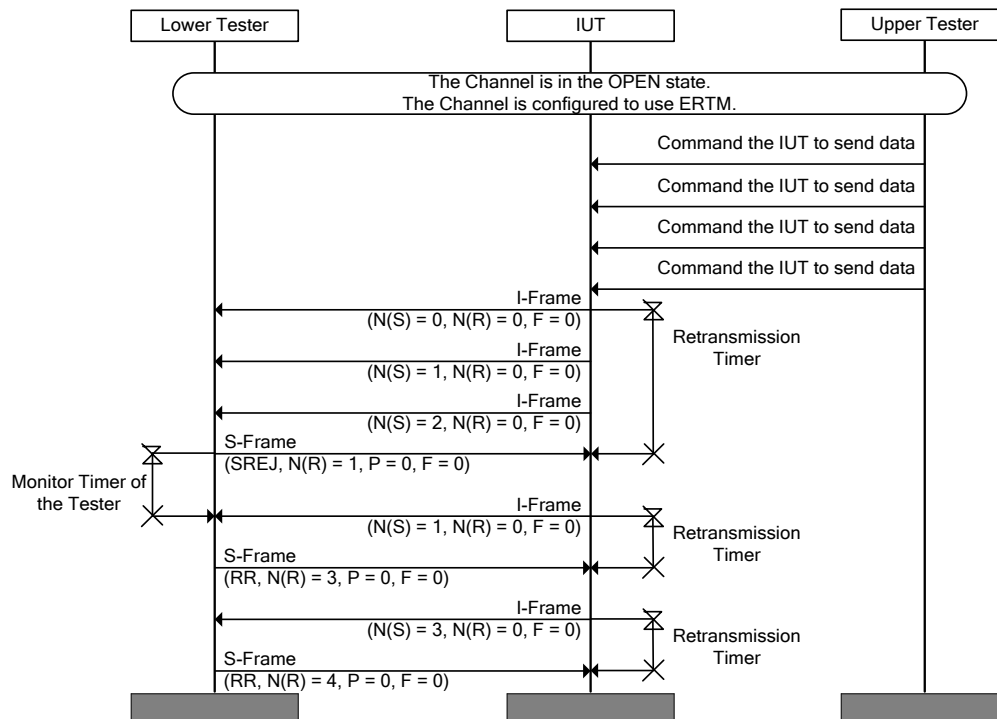 Lower Tester
IUT
Upper Tester
The Channel is in the OPEN state.
The Channel is configured to use ERTM.
Command the IUT to send data
Command the IUT to send data
Command the IUT to send data
Command the IUT to send data
I-Frame
(N(S) = 0, N(R) = 0, F = 0)
Retransmission
Timer
I-Frame
(N(S) = 1, N(R) = 0, F = 0)
I-Frame
(N(S) = 2, N(R) = 0, F = 0)
S-Frame
(SREJ, N(R) = 1, P = 0, F = 0)
Monitor Timer of
the Tester
I-Frame
(N(S) = 1, N(R) = 0, F = 0)
Retransmission
Timer
S-Frame
(RR, N(R) = 3, P = 0, F = 0)
I-Frame
(N(S) = 3, N(R) = 0, F = 0)
Retransmission
Timer
S-Frame
(RR, N(R) = 4, P = 0, F = 0)